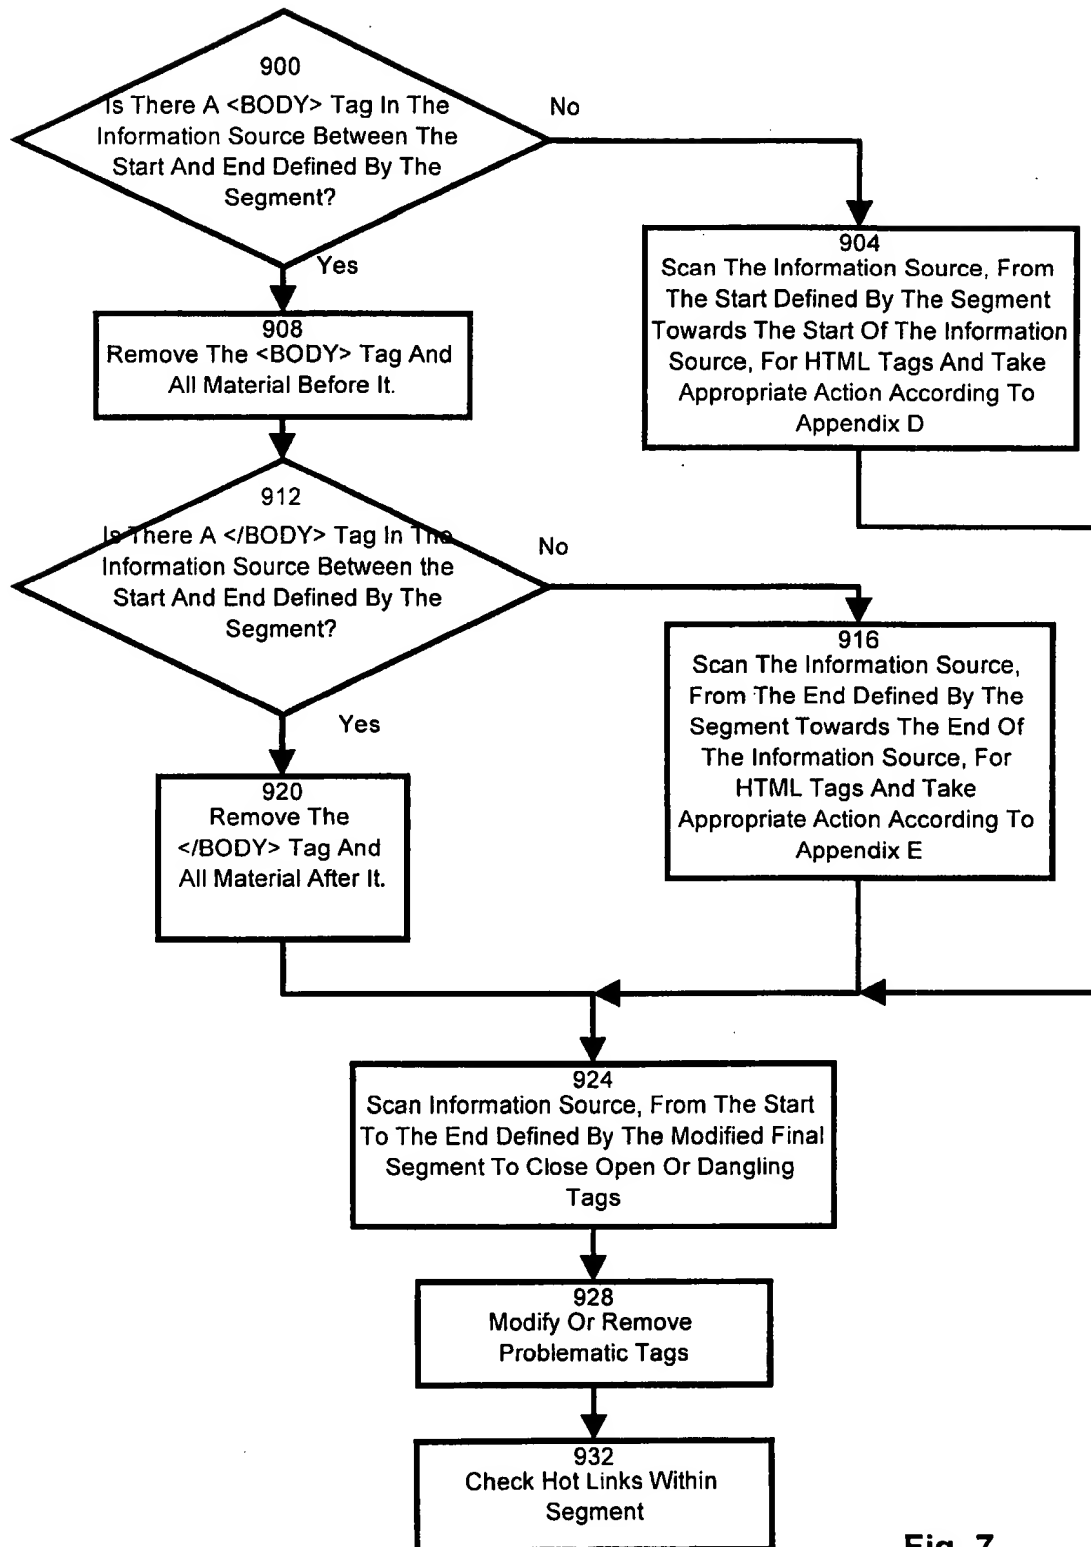 900
Is There A <BODY> Tag In The
Information Source Between The
Start And End Defined By The
Segment?
No
Yes
904
Scan The Information Source, From
The Start Defined By The Segment
Towards The Start Of The Information
Source, For HTML Tags And Take
Appropriate Action According To
Appendix D
908
Remove The <BODY> Tag And
All Material Before It.
912
Is There A </BODY> Tag In The
Information Source Between the
Start And End Defined By The
Segment?
No
Yes
916
Scan The Information Source,
From The End Defined By The
Segment Towards The End Of
The Information Source, For
HTML Tags And Take
Appropriate Action According To
Appendix E
920
Remove The
</BODY> Tag And
All Material After It.
924
Scan Information Source, From The Start
To The End Defined By The Modified Final
Segment To Close Open Or Dangling
Tags
928
Modify Or Remove
Problematic Tags
932
Check Hot Links Within
Segment
Fig. 7